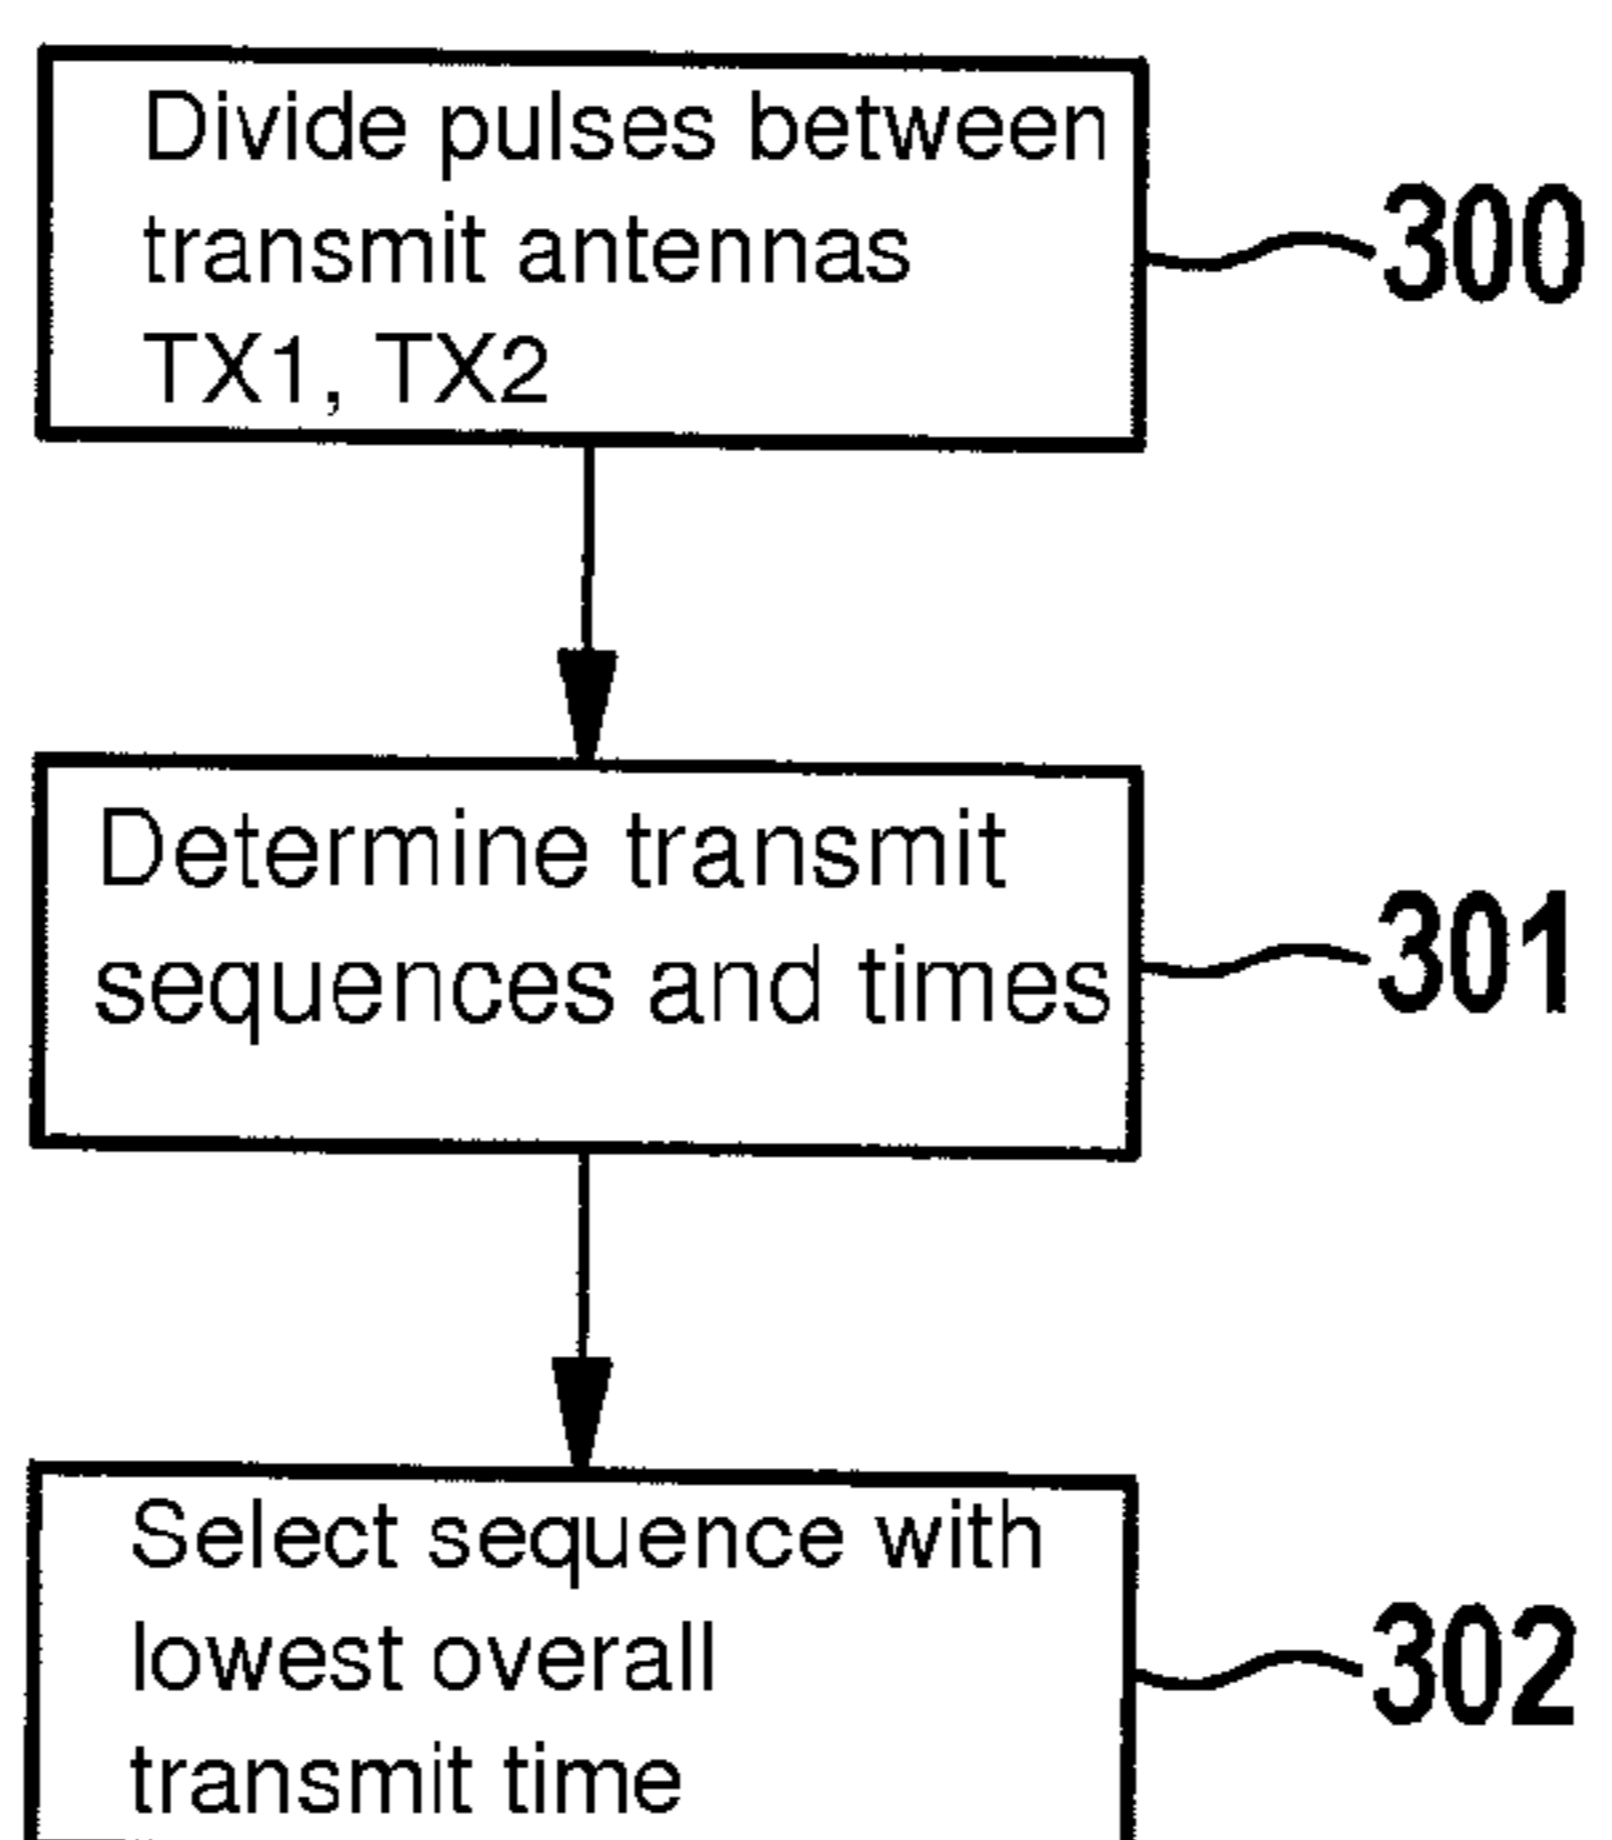 Divide pulses between
transmit antennas
TX1, TX2
300
Determine transmit
sequences and times
301
Select sequence with
lowest overall
transmit time
302